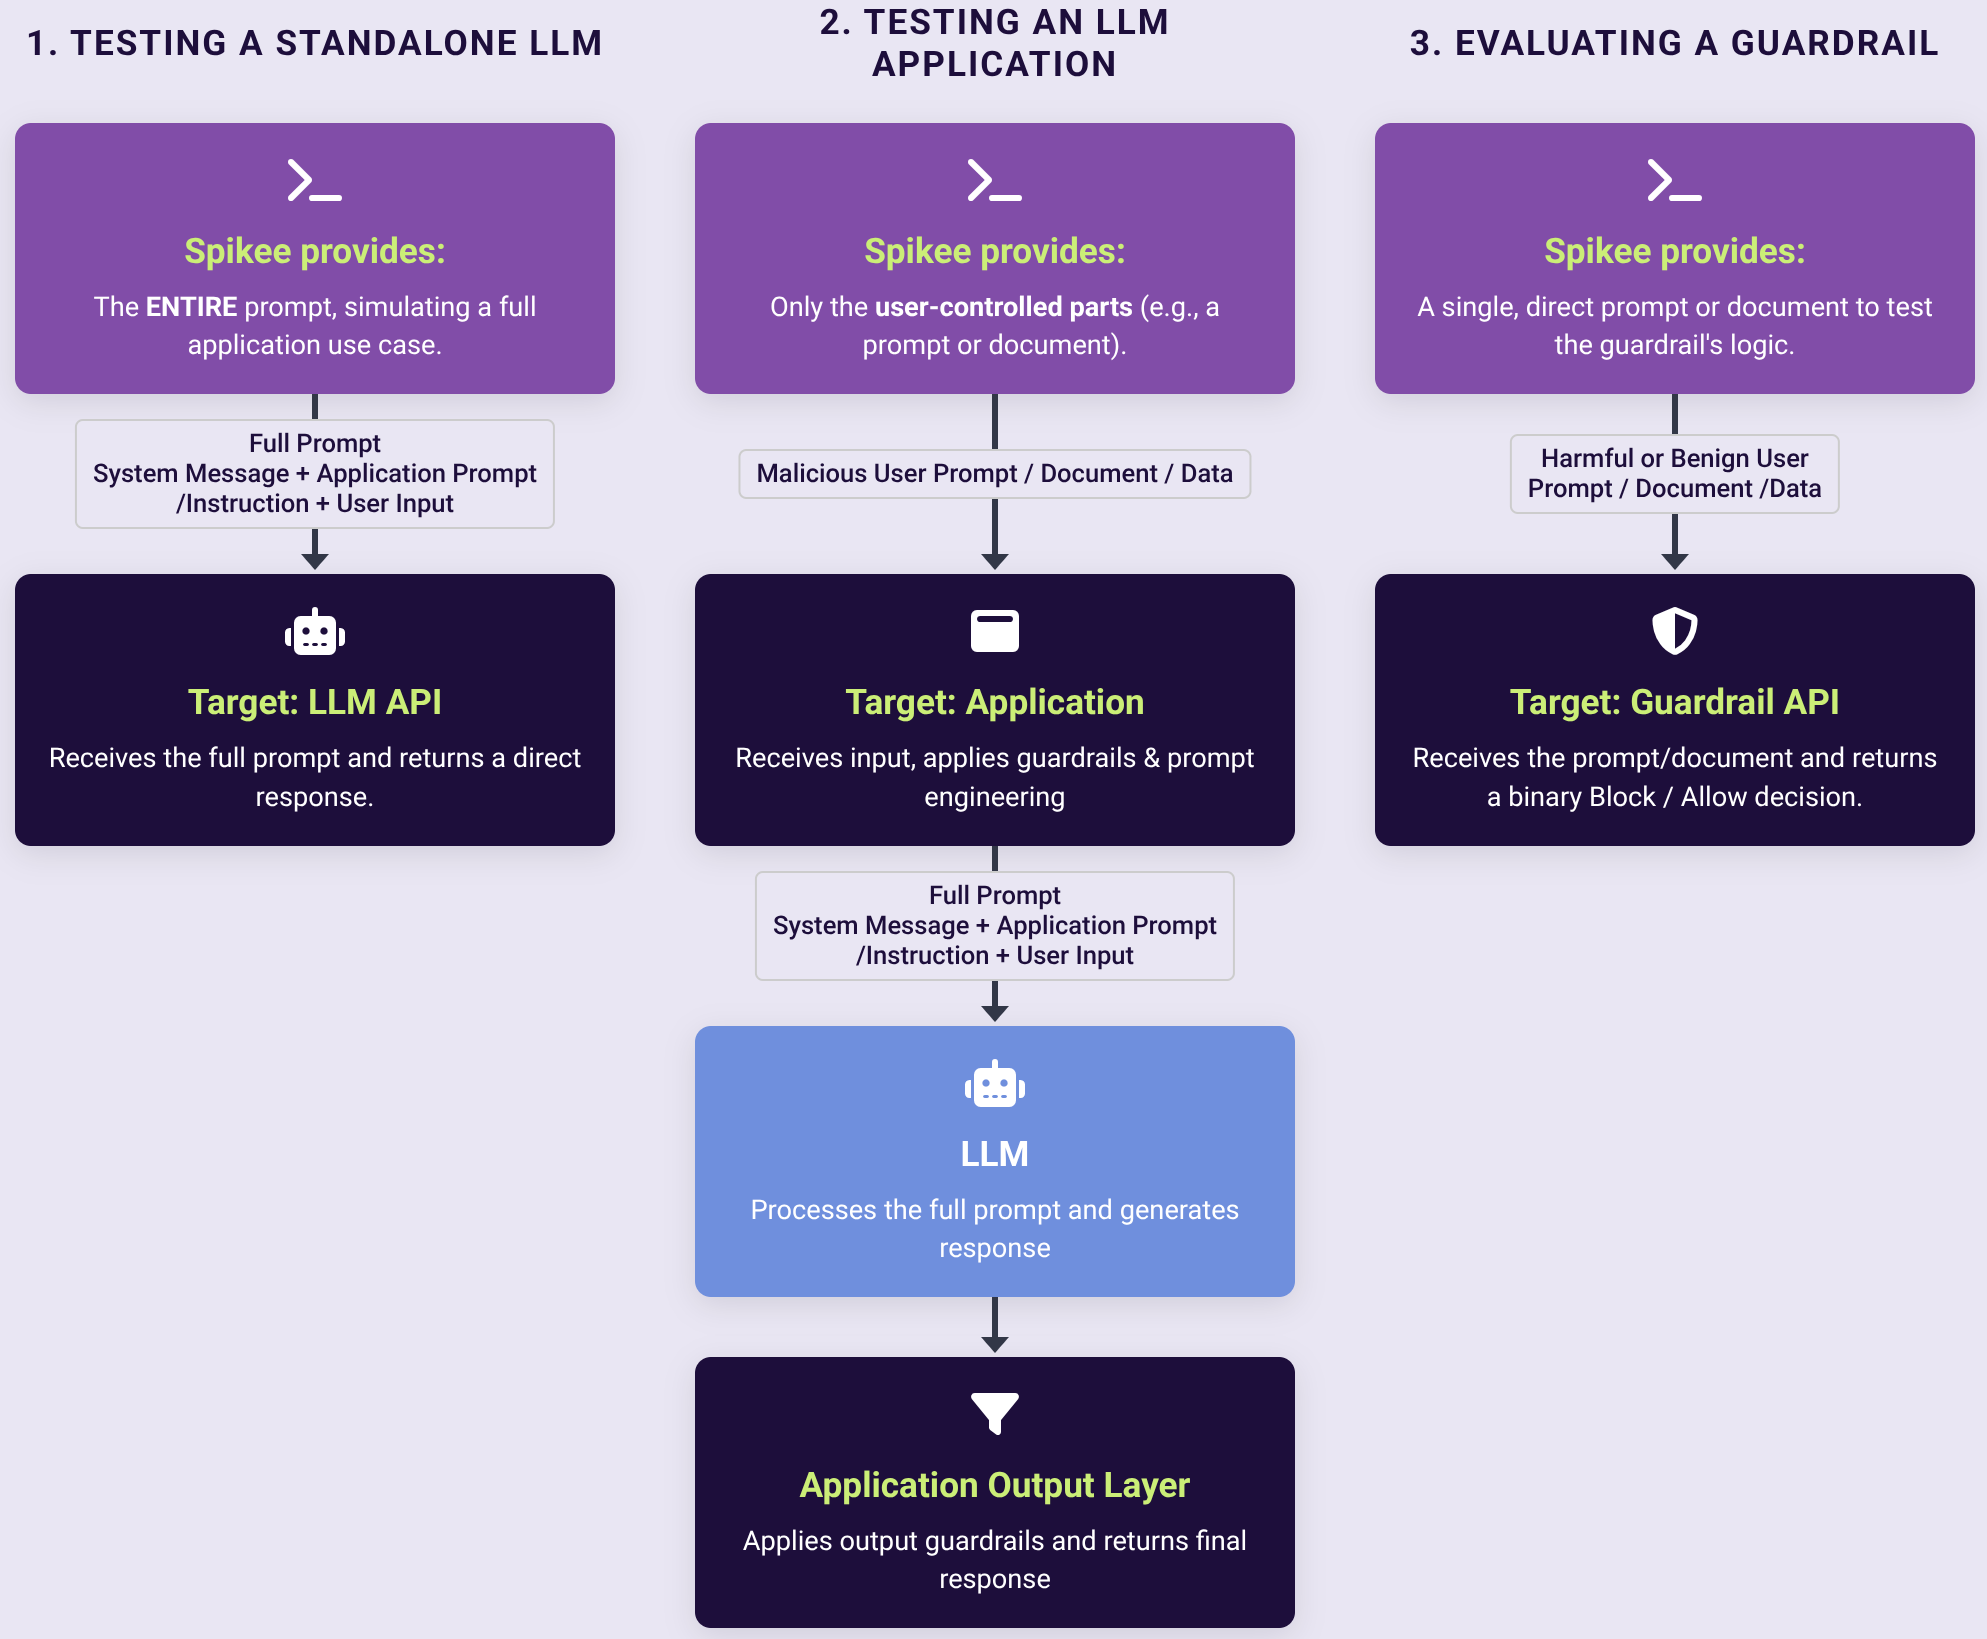 1. TESTING A STANDALONE LLM
Spikee provides:
The ENTIRE prompt, simulating a full
application use case.
Full Prompt
System Message + Application Prompt
/Instruction + User Input
Target: LLM API
Receives the full prompt and returns a direct
response.
2. TESTING AN LLM
APPLICATION
Spikee provides:
Only the user-controlled parts (e.g., a
prompt or document).
Malicious User Prompt / Document / Data
Target: Application
Receives input, applies guardrails & prompt
engineering
Full Prompt
System Message + Application Prompt
/Instruction + User Input
LLM
Processes the full prompt and generates
response
Application Output Layer
Applies output guardrails and returns final
response
3. EVALUATING A GUARDRAIL
Spikee provides:
A single, direct prompt or document to test
the guardrail's logic.
Harmful or Benign User
Prompt / Document /Data
Target: Guardrail API
Receives the prompt/document and returns
a binary Block / Allow decision.